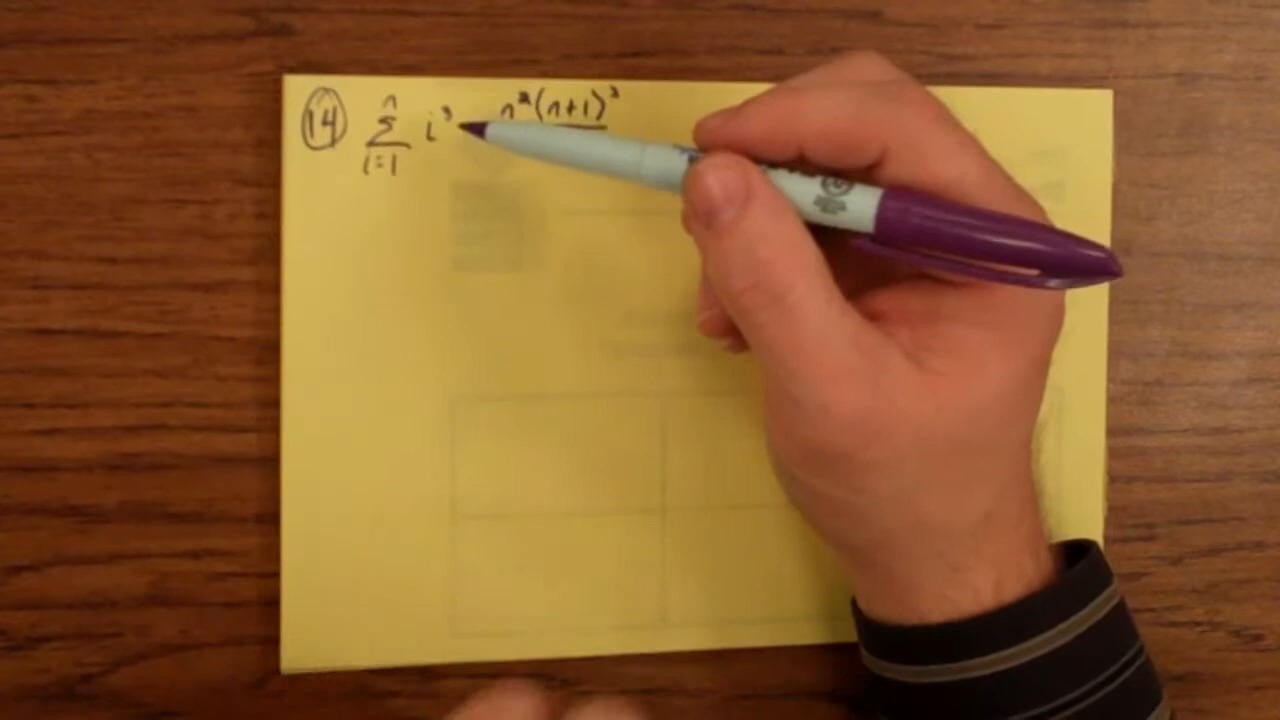 14 n Σ i=1 i³ n²(n+1)²